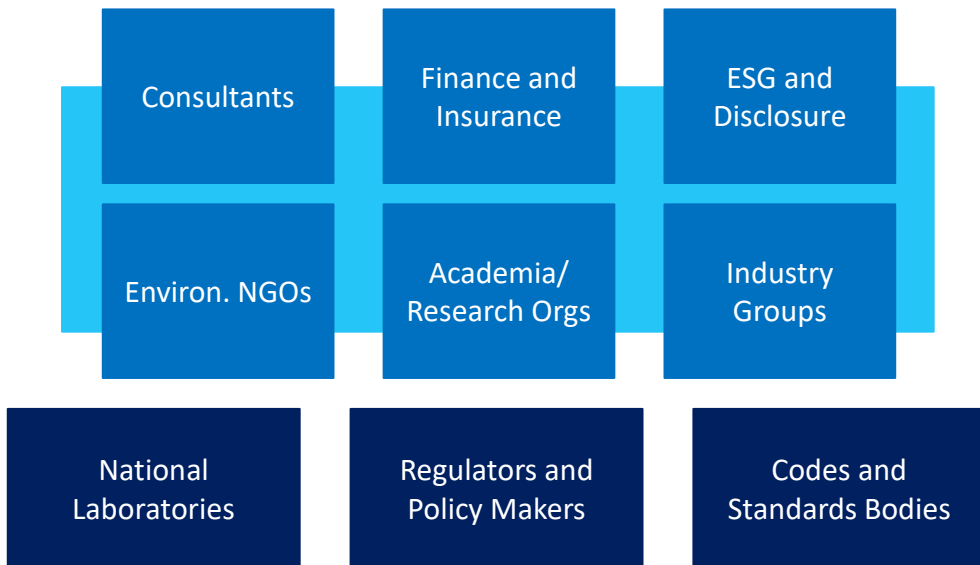 Consultants
Finance and
Insurance
ESG and
Disclosure
Environ. NGOs
Academia/
Research Orgs
Industry
Groups
National
Laboratories
Regulators and
Policy Makers
Codes and
Standards Bodies